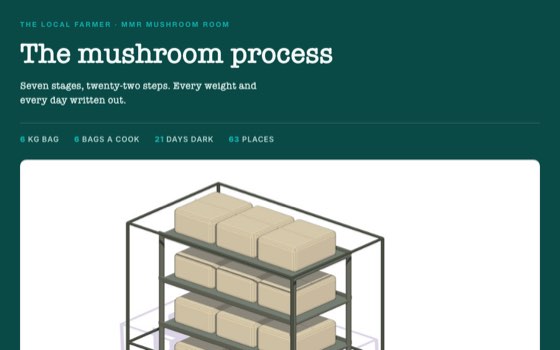 THE LOCAL FARMER · MMR MUSHROOM ROOM
The mushroom process
Seven stages, twenty-two steps. Every weight and
every day written out.
6 KG BAG 6 BAGS A COOK 21 DAYS DARK 63 PLACES